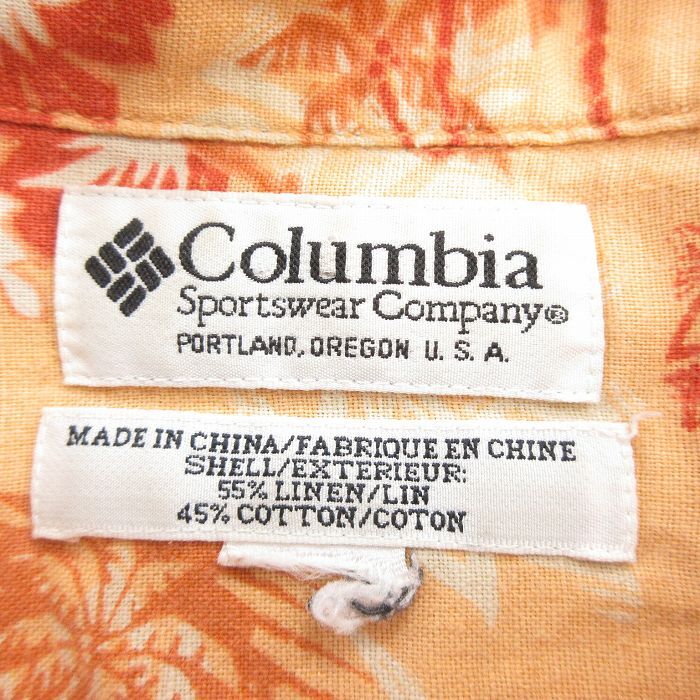 Columbia
Sportswear Company®
PORTLAND, OREGON U. S. A.
MADE IN CHINA/FABRIQUE EN CHINE
SHELL/EXTERIEUR:
55% LINEN/LIN
45% COTTON/COTON